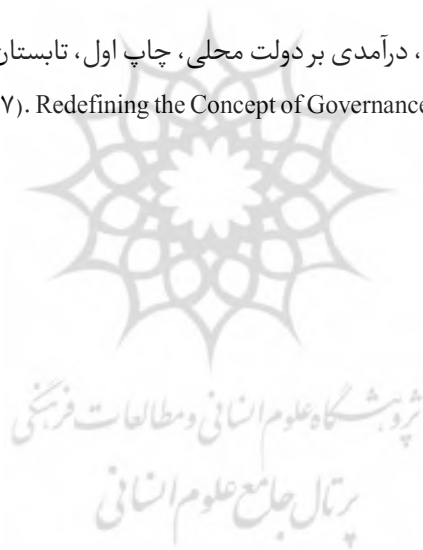 ، درآمدی بر دولت محلی، چاپ اول، تابستان
۷). Redefining the Concept of Governance
پژوهشگاه علوم انسانی و مطالعات فرهنگی
پرتال جامع علوم انسانی